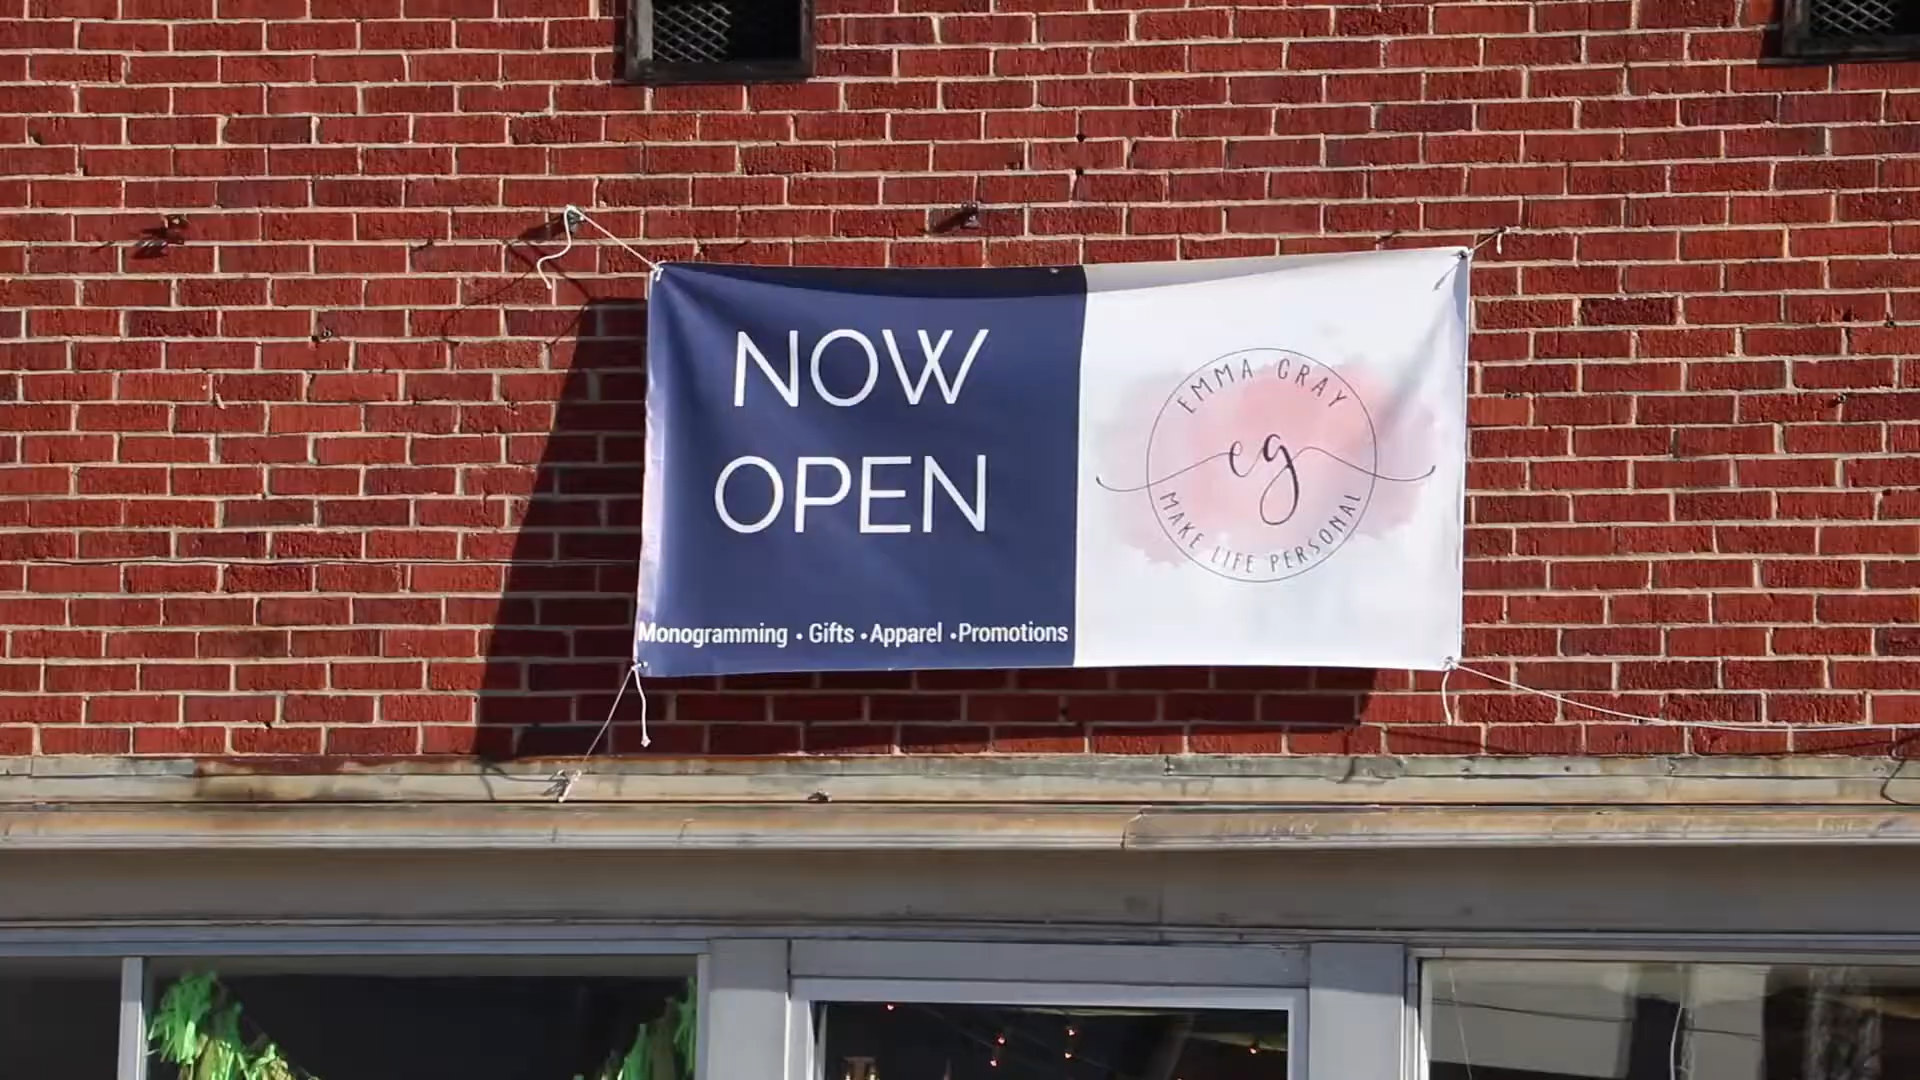 NOW
OPEN
Monogramming • Gifts • Apparel • Promotions
EMMA GRAY
eg
MAKE LIFE PERSONAL